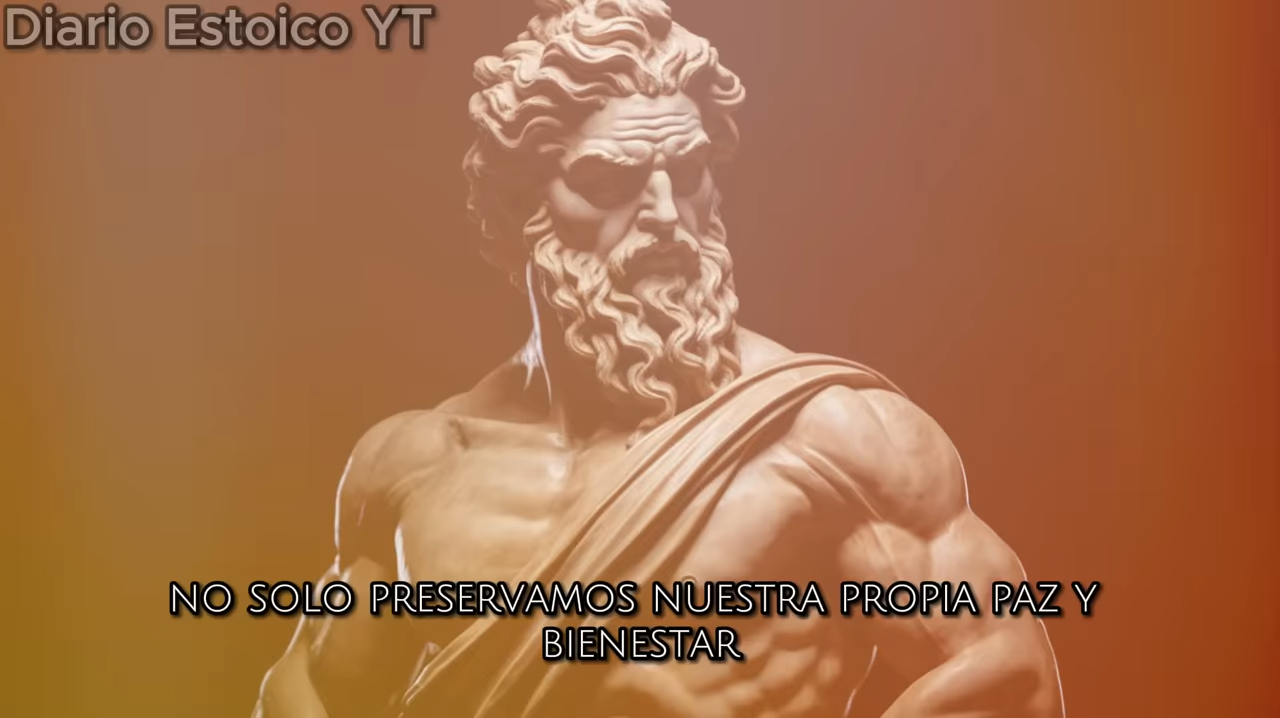 Diario Estoico YT
NO SOLO PRESERVAMOS NUESTRA PROPIA PAZ Y
BIENESTAR